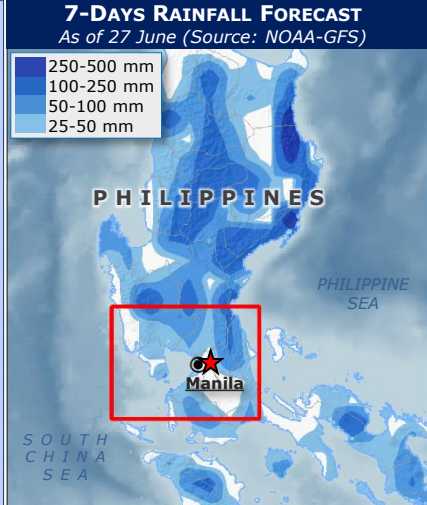 7-DAYS RAINFALL FORECAST
As of 27 June (Source: NOAA-GFS)
250-500 mm
100-250 mm
50-100 mm
25-50 mm
PHILIPPINES
PHILIPPINE
SEA
Manila
SOUTH
CHINA
SEA